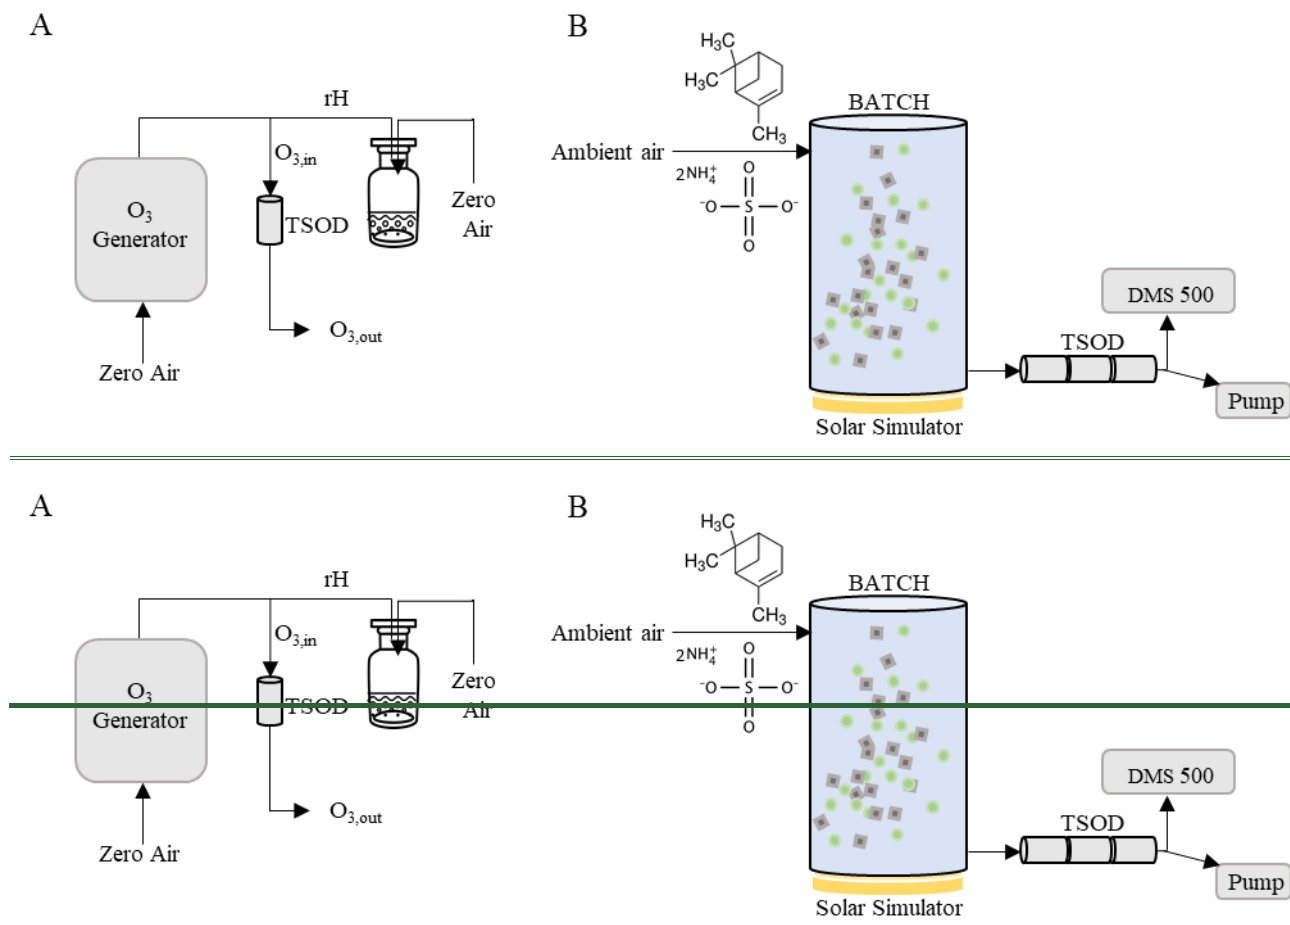 A
B
H₃C
H₃C
CH₃
rH
BATCH
O₃,in
Ambient air
2NH₄⁺
O
⁻O
S
O⁻
O
O₃
Generator
TSOD
Zero
Air
DMS 500
O₃,out
TSOD
Zero Air
Pump
Solar Simulator
A
B
H₃C
H₃C
CH₃
rH
BATCH
O₃,in
Ambient air
2NH₄⁺
O
⁻O
S
O⁻
O
O₃
Generator
TSOD
Zero
Air
DMS 500
O₃,out
TSOD
Zero Air
Pump
Solar Simulator